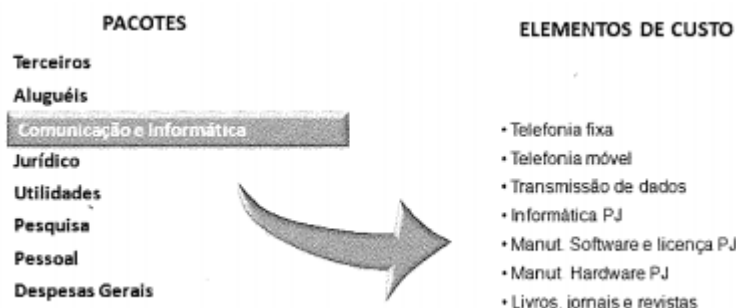 PACOTES
Terceiros
Aluguéis
Comunicação e Informática
Jurídico
Utilidades
Pesquisa
Pessoal
Despesas Gerais
ELEMENTOS DE CUSTO
• Telefonia fixa
• Telefonia móvel
• Transmissão de dados
• Informática PJ
• Manut. Software e licença PJ
• Manut. Hardware PJ
• Livros, jornais e revistas